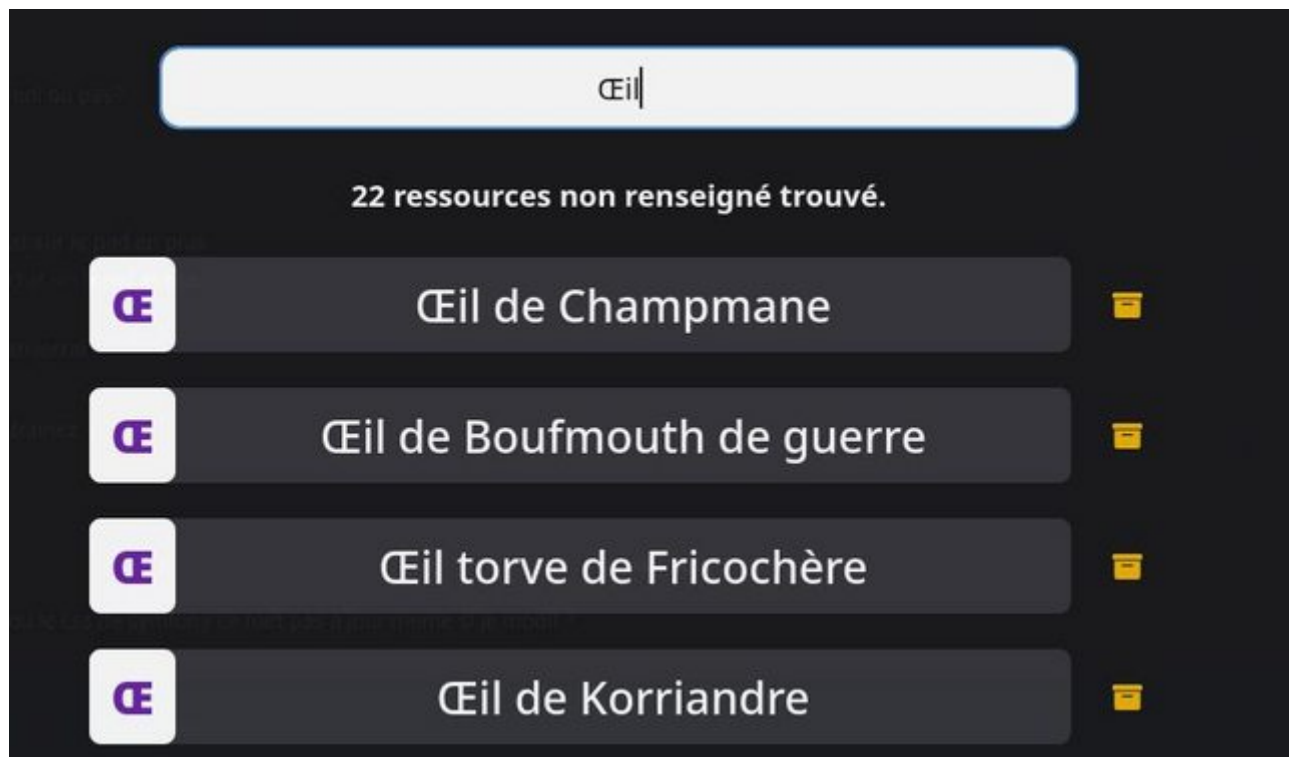 Œil
22 ressources non renseigné trouvé.
Œ Œil de Champmane
Œ Œil de Boufmouth de guerre
Œ Œil torve de Fricochère
Œ Œil de Korriandre